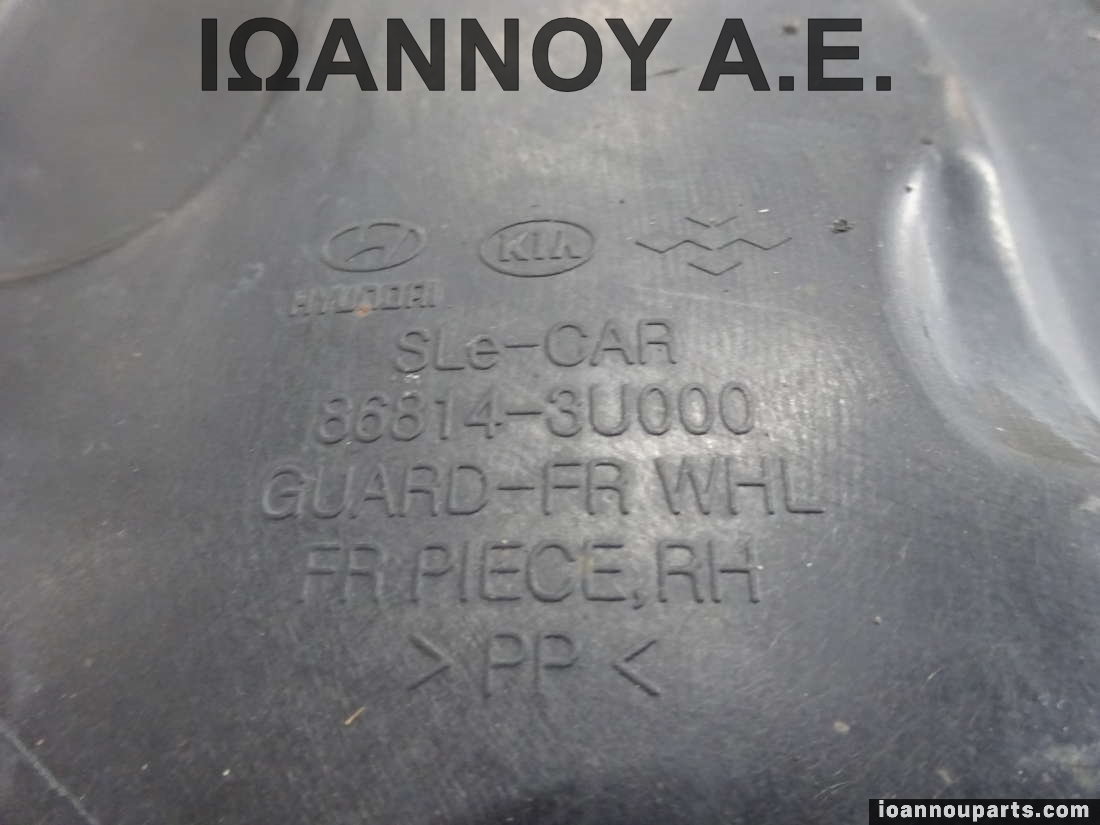 ΙΩΑΝΝΟΥ Α.Ε.
KIA
HYUNDAI
SLe-CAR
86814-3U000
GUARD-FR WHL
FR PIECE,RH
>PP<
ioannouparts.com